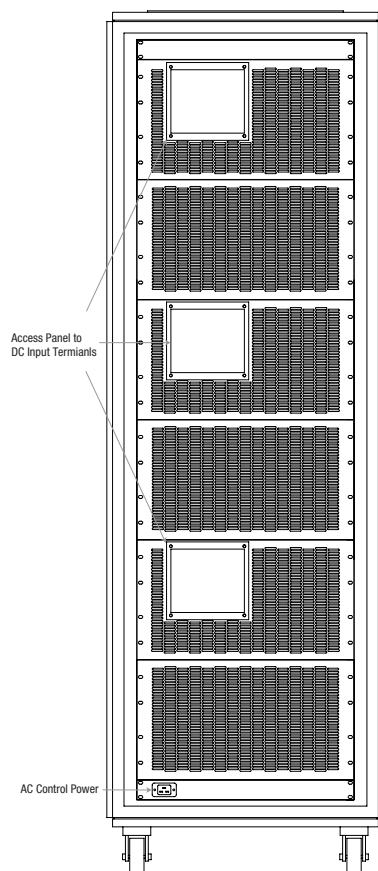 Access Panel to
DC Input Termianls
AC Control Power